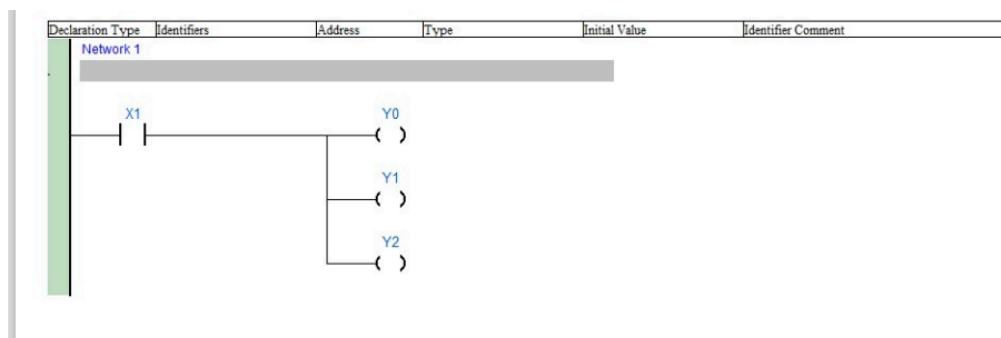 Declaration Type Identifiers Address Type Initial Value Identifier Comment
Network 1
X1 Y0
Y1
Y2